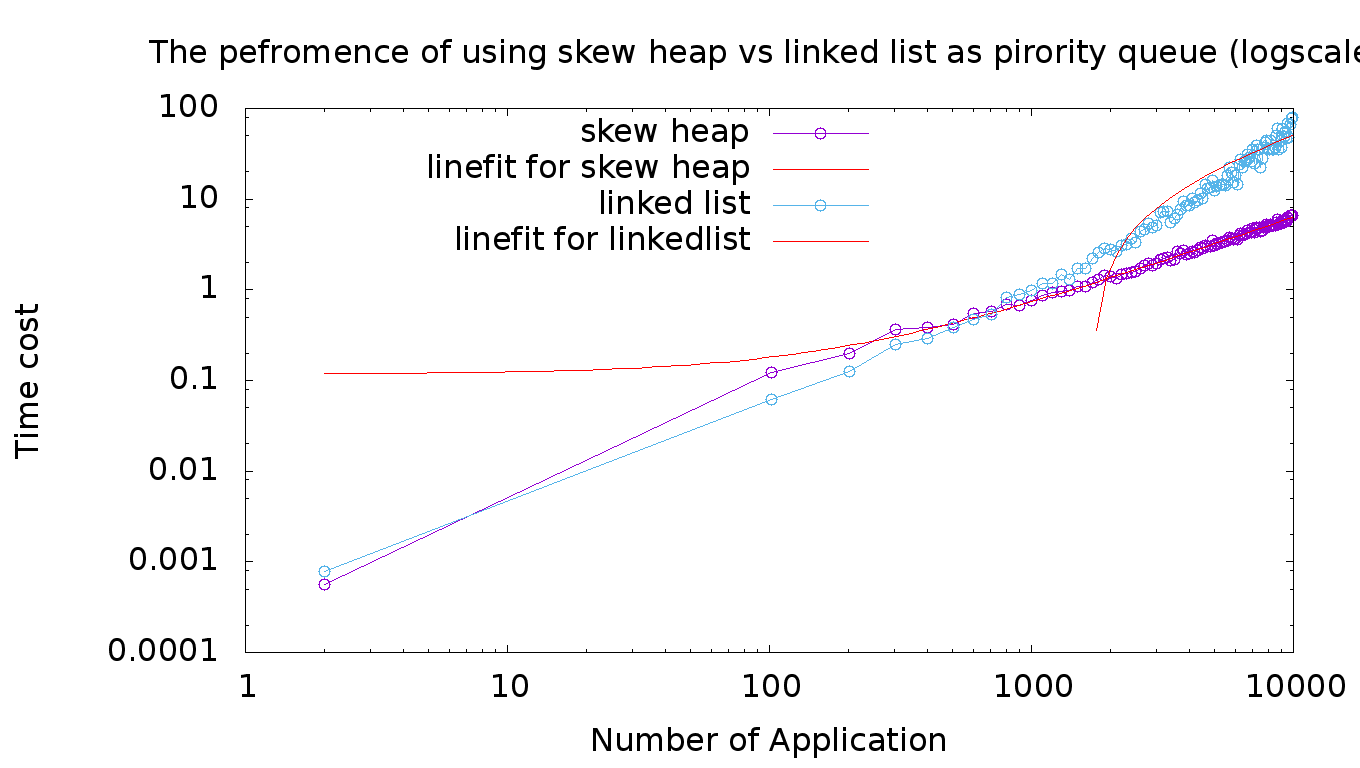 The pefromence of using skew heap vs linked list as pirority queue (logscale
100
10
1
0.1
0.01
0.001
0.0001
skew heap
linefit for skew heap
linked list
linefit for linkedlist
Time cost
1 10 100 1000 10000
Number of Application